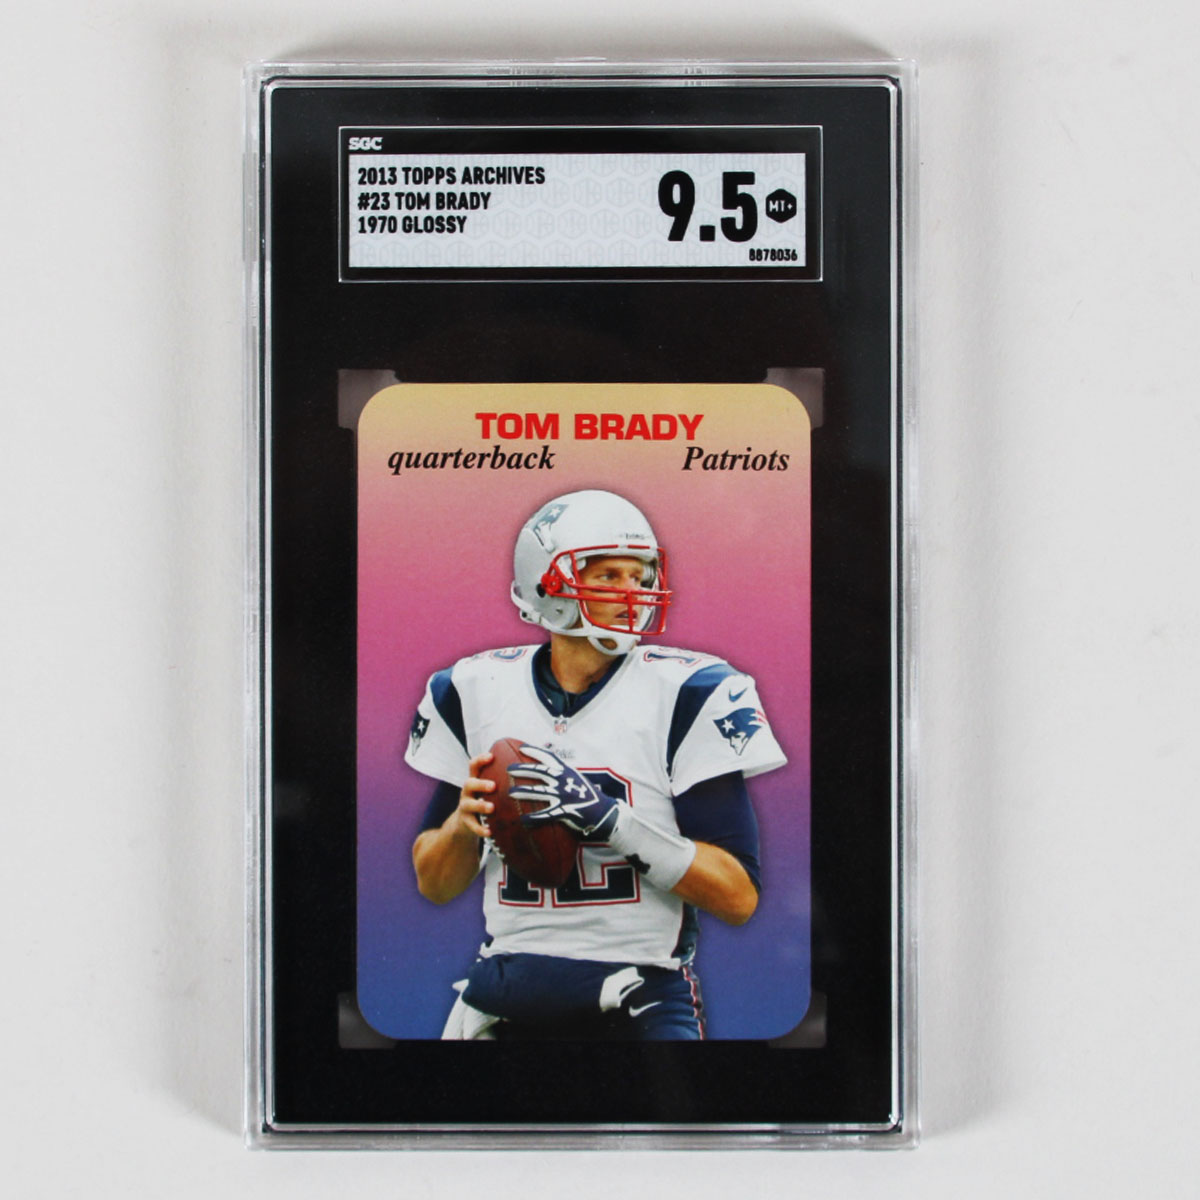 SGC
2013 TOPPS ARCHIVES
#23 TOM BRADY
1970 GLOSSY
9.5 MT+
8878036
TOM BRADY
quarterback Patriots
12